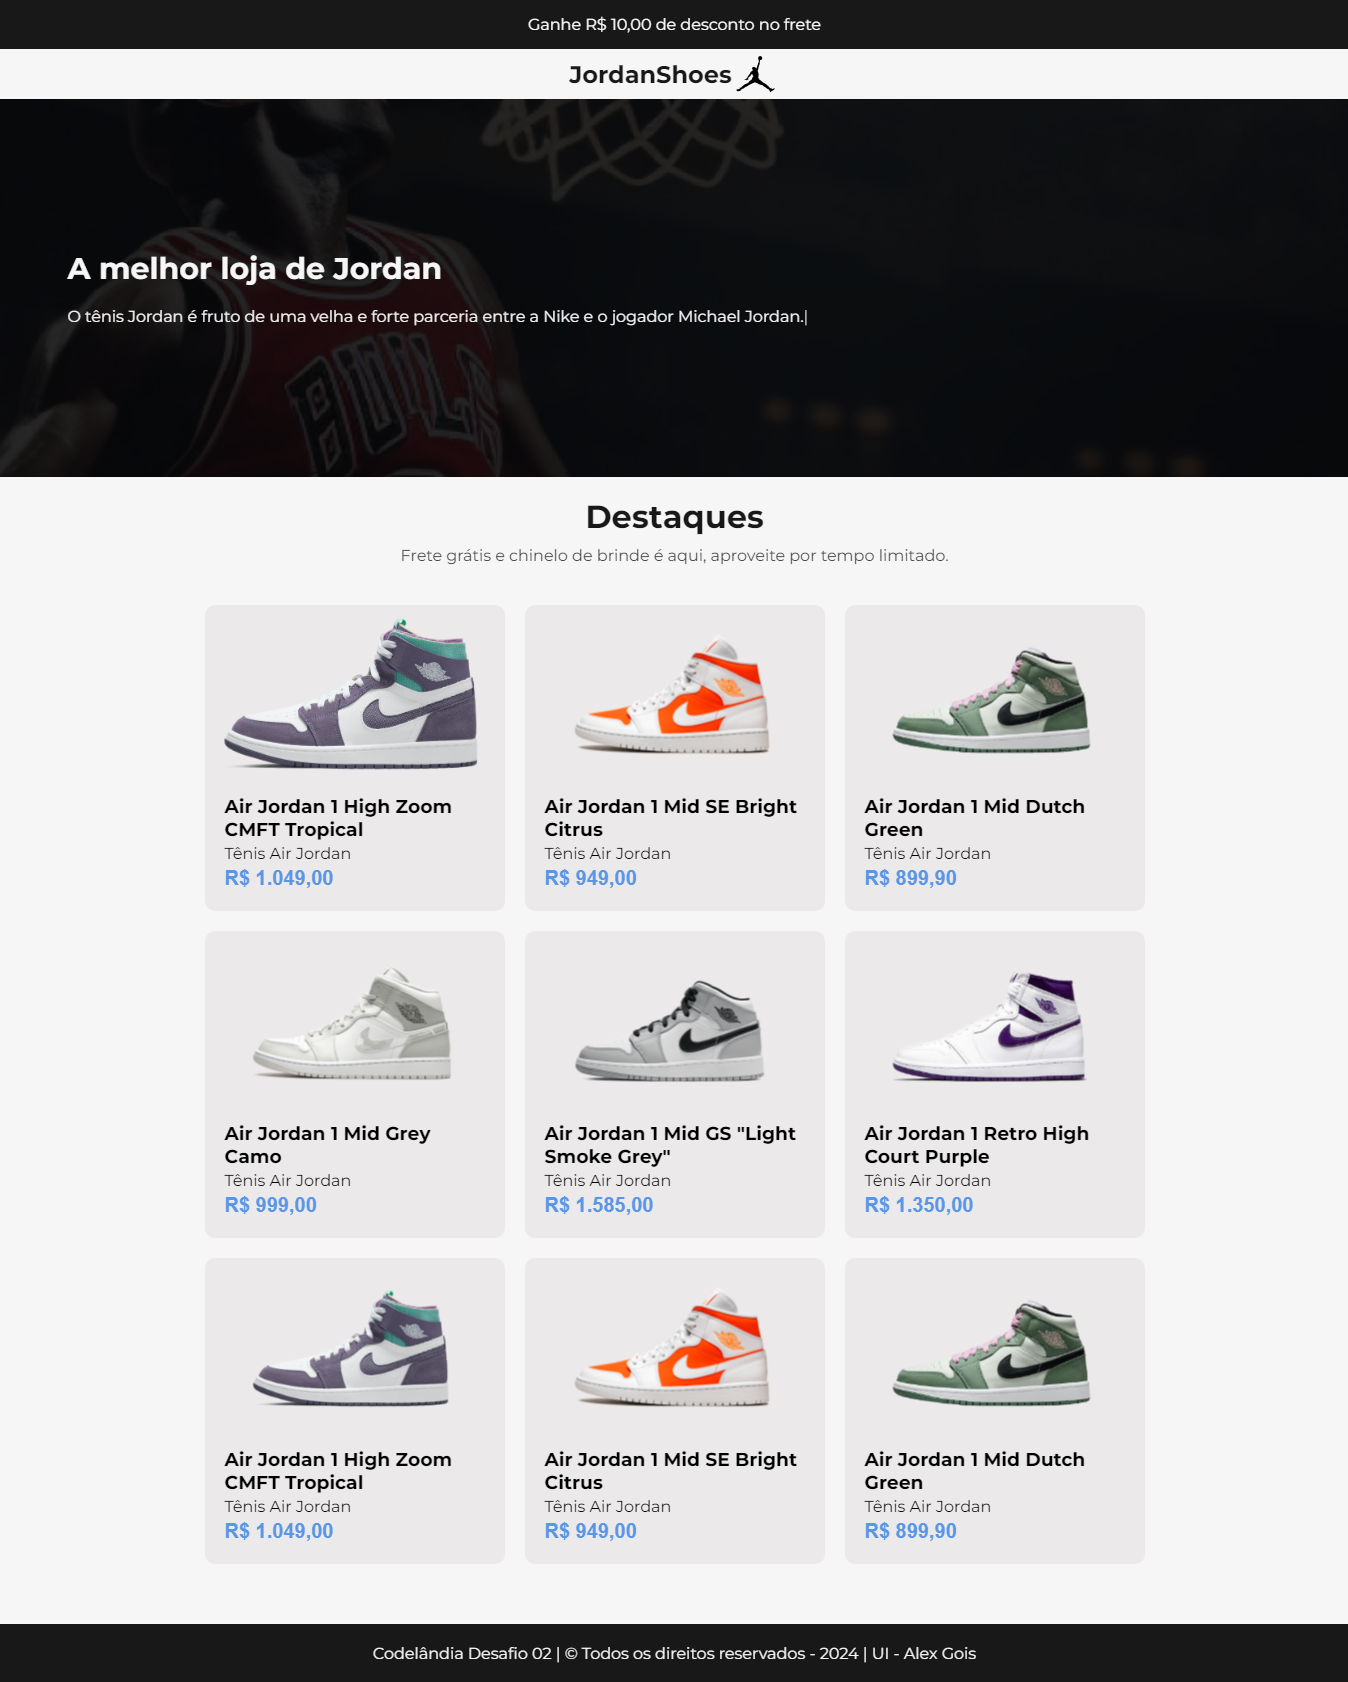 Ganhe R$ 10,00 de desconto no frete
JordanShoes
A melhor loja de Jordan
O tênis Jordan é fruto de uma velha e forte parceria entre a Nike e o jogador Michael Jordan.|
BULLS
Destaques
Frete grátis e chinelo de brinde é aqui, aproveite por tempo limitado.
Air Jordan 1 High Zoom
CMFT Tropical
Tênis Air Jordan
R$ 1.049,00
Air Jordan 1 Mid SE Bright
Citrus
Tênis Air Jordan
R$ 949,00
Air Jordan 1 Mid Dutch
Green
Tênis Air Jordan
R$ 899,90
Air Jordan 1 Mid Grey
Camo
Tênis Air Jordan
R$ 999,00
Air Jordan 1 Mid GS "Light
Smoke Grey"
Tênis Air Jordan
R$ 1.585,00
Air Jordan 1 Retro High
Court Purple
Tênis Air Jordan
R$ 1.350,00
Air Jordan 1 High Zoom
CMFT Tropical
Tênis Air Jordan
R$ 1.049,00
Air Jordan 1 Mid SE Bright
Citrus
Tênis Air Jordan
R$ 949,00
Air Jordan 1 Mid Dutch
Green
Tênis Air Jordan
R$ 899,90
Codelândia Desafio 02 | © Todos os direitos reservados - 2024 | UI - Alex Gois